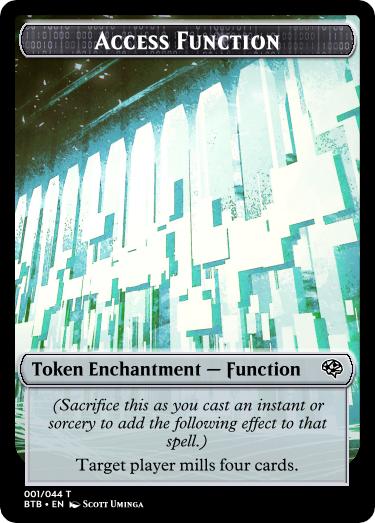 Access Function
Token Enchantment — Function
(Sacrifice this as you cast an instant or
sorcery to add the following effect to that
spell.)
Target player mills four cards.
001/044 T
BTB • EN Scott Uminga